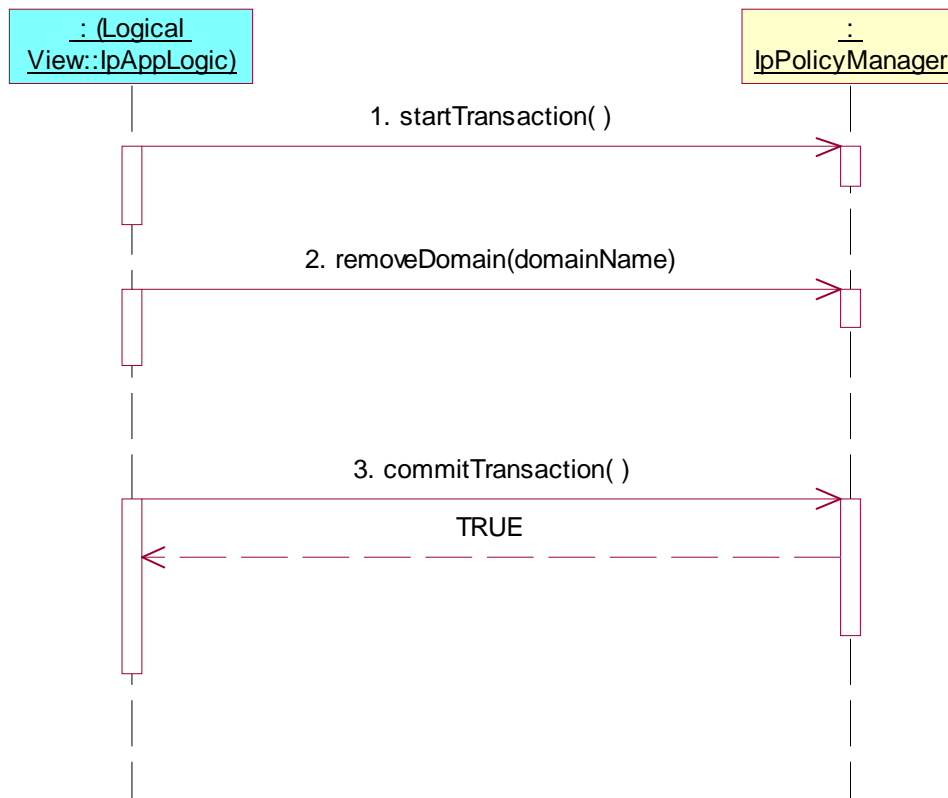 : (Logical
View::IpAppLogic)
:
IpPolicyManager
1. startTransaction( )
2. removeDomain(domainName)
3. commitTransaction( )
TRUE